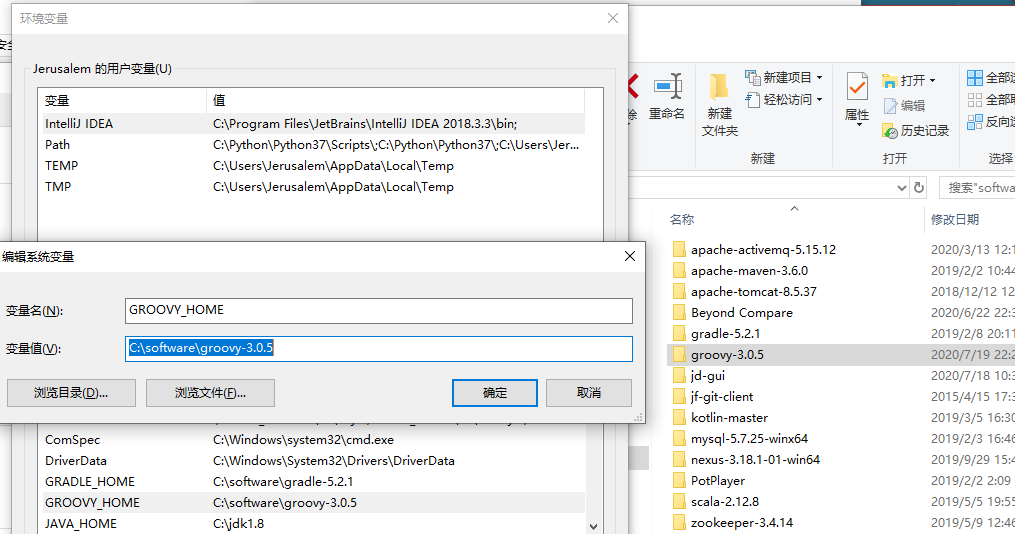 环境变量
Jerusalem 的用户变量(U)
变量 值
IntelliJ IDEA C:\Program Files\JetBrains\IntelliJ IDEA 2018.3.3\bin;
Path C:\Python\Python37\Scripts\;C:\Python\Python37\;C:\Users\Jer...
TEMP C:\Users\Jerusalem\AppData\Local\Temp
TMP C:\Users\Jerusalem\AppData\Local\Temp
编辑系统变量
变量名(N): GROOVY_HOME
变量值(V): C:\software\groovy-3.0.5
浏览目录(D)... 浏览文件(F)... 确定 取消
ComSpec C:\Windows\system32\cmd.exe
DriverData C:\Windows\System32\Drivers\DriverData
GRADLE_HOME C:\software\gradle-5.2.1
GROOVY_HOME C:\software\groovy-3.0.5
JAVA_HOME C:\jdk1.8
重命名
新建
文件夹
新建项目
轻松访问
新建
属性
打开
编辑
历史记录
打开
全部
全部
反向
选择
搜索"softwa
名称 修改日期
apache-activemq-5.15.12 2020/3/13 12:1
apache-maven-3.6.0 2019/2/2 10:44
apache-tomcat-8.5.37 2018/12/12 12
Beyond Compare 2020/6/22 22:3
gradle-5.2.1 2019/2/8 20:11
groovy-3.0.5 2020/7/19 22:2
jd-gui 2020/7/18 10:3
jf-git-client 2015/4/15 17:3
kotlin-master 2019/3/5 16:30
mysql-5.7.25-winx64 2019/2/3 16:46
nexus-3.18.1-01-win64 2019/9/29 15:4
PotPlayer 2019/2/2 2:09
scala-2.12.8 2019/5/5 19:55
zookeeper-3.4.14 2019/5/9 12:46